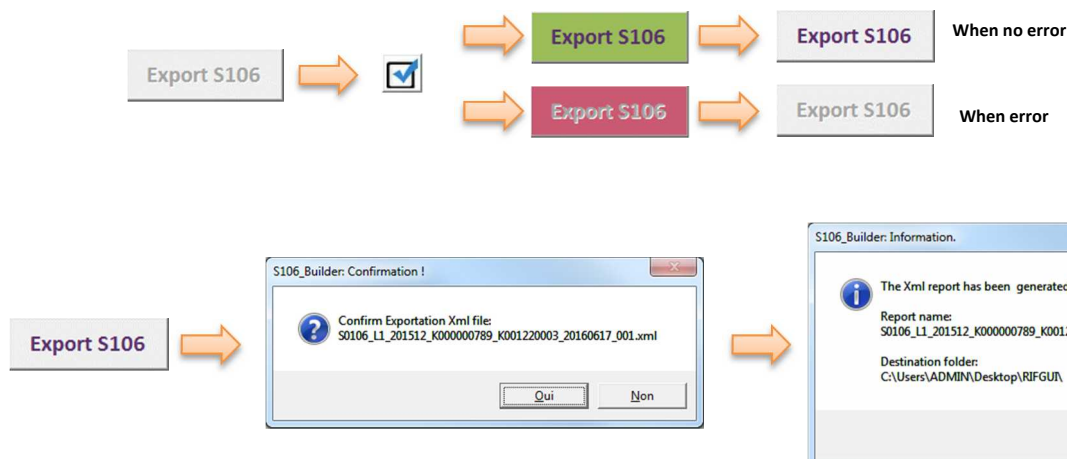 Export S106
Export S106
Export S106
When no error
Export S106
Export S106
When error
Export S106
S106_Builder: Confirmation !
Confirm Exportation Xml file:
S0106_L1_201512_K000000789_K001220003_20160617_001.xml
Oui
Non
S106_Builder: Information.
The Xml report has been generated
Report name:
S0106_L1_201512_K000000789_K001
Destination folder:
C:\Users\ADMIN\Desktop\RIFGUI\